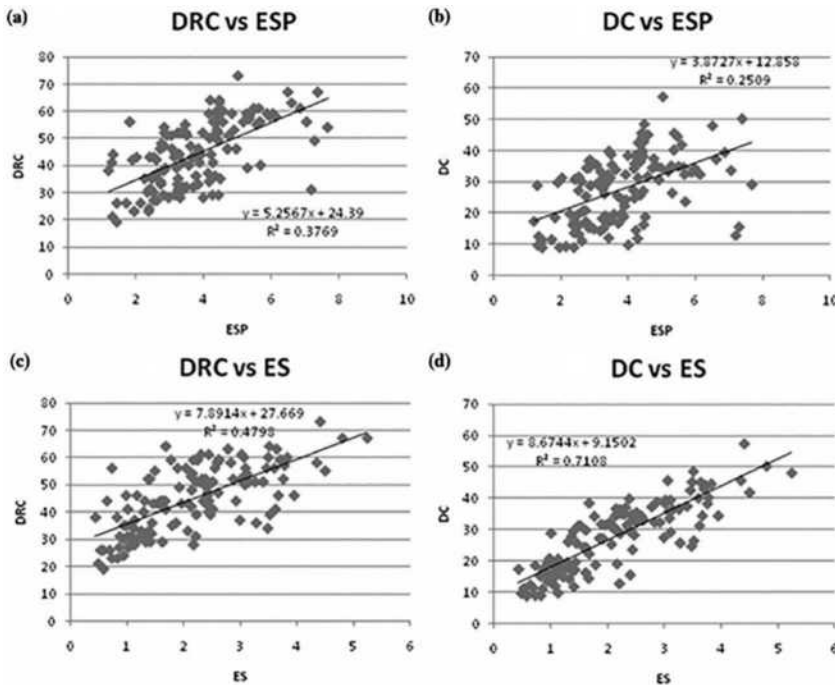 (a)
DRC vs ESP
80
70
60
50
40
30
20
10
0
DRC
y = 5.2567x + 24.39
R² = 0.3769
0 2 4 6 8 10
ESP
(b)
DC vs ESP
70
60
50
40
30
20
10
0
DC
y = 3.8727x + 12.858
R² = 0.2509
0 2 4 6 8 10
ESP
(c)
DRC vs ES
80
70
60
50
40
30
20
10
0
DRC
y = 7.8914x + 27.669
R² = 0.4798
0 1 2 3 4 5 6
ES
(d)
DC vs ES
70
60
50
40
30
20
10
0
DC
y = 8.6744x + 9.1502
R² = 0.7108
0 1 2 3 4 5 6
ES